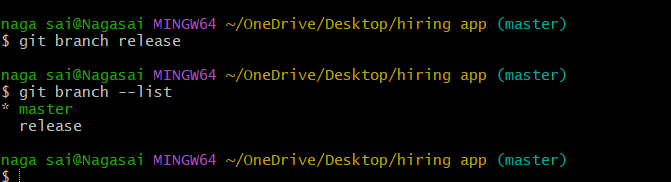 naga sai@Nagasai MINGW64 ~/OneDrive/Desktop/hiring app (master)
$ git branch release
naga sai@Nagasai MINGW64 ~/OneDrive/Desktop/hiring app (master)
$ git branch --list
* master
  release
naga sai@Nagasai MINGW64 ~/OneDrive/Desktop/hiring app (master)
$